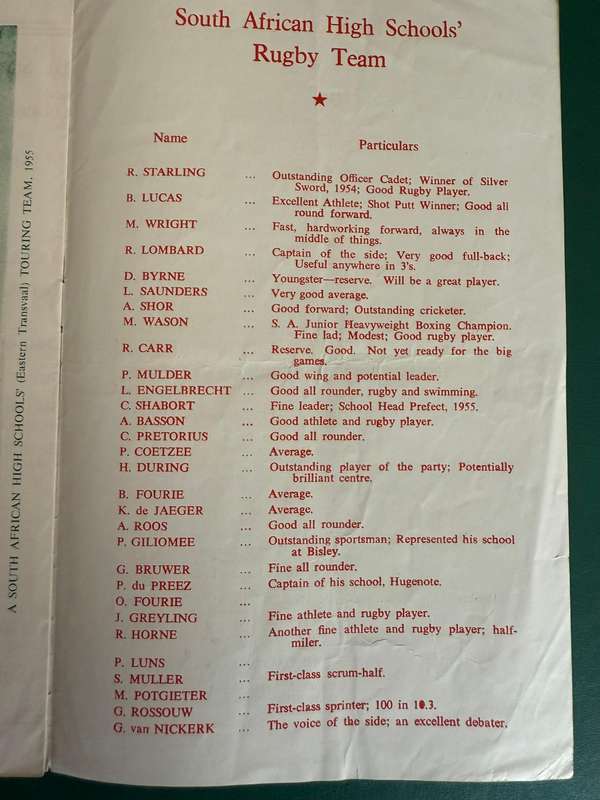 South African High Schools'
Rugby Team
★
Name Particulars
R. STARLING ... Outstanding Officer Cadet; Winner of Silver
Sword, 1954; Good Rugby Player.
B. LUCAS ... Excellent Athlete; Shot Putt Winner; Good all
round forward.
M. WRIGHT ... Fast, hardworking forward, always in the
middle of things.
R. LOMBARD ... Captain of the side; Very good full-back;
Useful anywhere in 3's.
D. BYRNE ... Youngster—reserve. Will be a great player.
L. SAUNDERS ... Very good average.
A. SHOR ... Good forward; Outstanding cricketer.
M. WASON ... S. A. Junior Heavyweight Boxing Champion.
Fine lad; Modest; Good rugby player.
R. CARR ... Reserve. Good. Not yet ready for the big
games.
P. MULDER ... Good wing and potential leader.
L. ENGELBRECHT ... Good all rounder, rugby and swimming.
C. SHABORT ... Fine leader; School Head Prefect, 1955.
A. BASSON ... Good athlete and rugby player.
C. PRETORIUS ... Good all rounder.
P. COETZEE ... Average.
H. DURING ... Outstanding player of the party; Potentially
brilliant centre.
B. FOURIE ... Average.
K. de JAEGER ... Average.
A. ROOS ... Good all rounder.
P. GILIOMEE ... Outstanding sportsman; Represented his school
at Bisley.
G. BRUWER ... Fine all rounder.
P. du PREEZ ... Captain of his school, Hugenote.
O. FOURIE ...
J. GREYLING ... Fine athlete and rugby player.
R. HORNE ... Another fine athlete and rugby player; half-
miler.
P. LUNS ...
S. MULLER ... First-class scrum-half.
M. POTGIETER ...
G. ROSSOUW ... First-class sprinter; 100 in 10.3.
G. van NICKERK ... The voice of the side; an excellent debater.
A SOUTH AFRICAN HIGH SCHOOLS' (Eastern Transvaal) TOURING TEAM, 1955